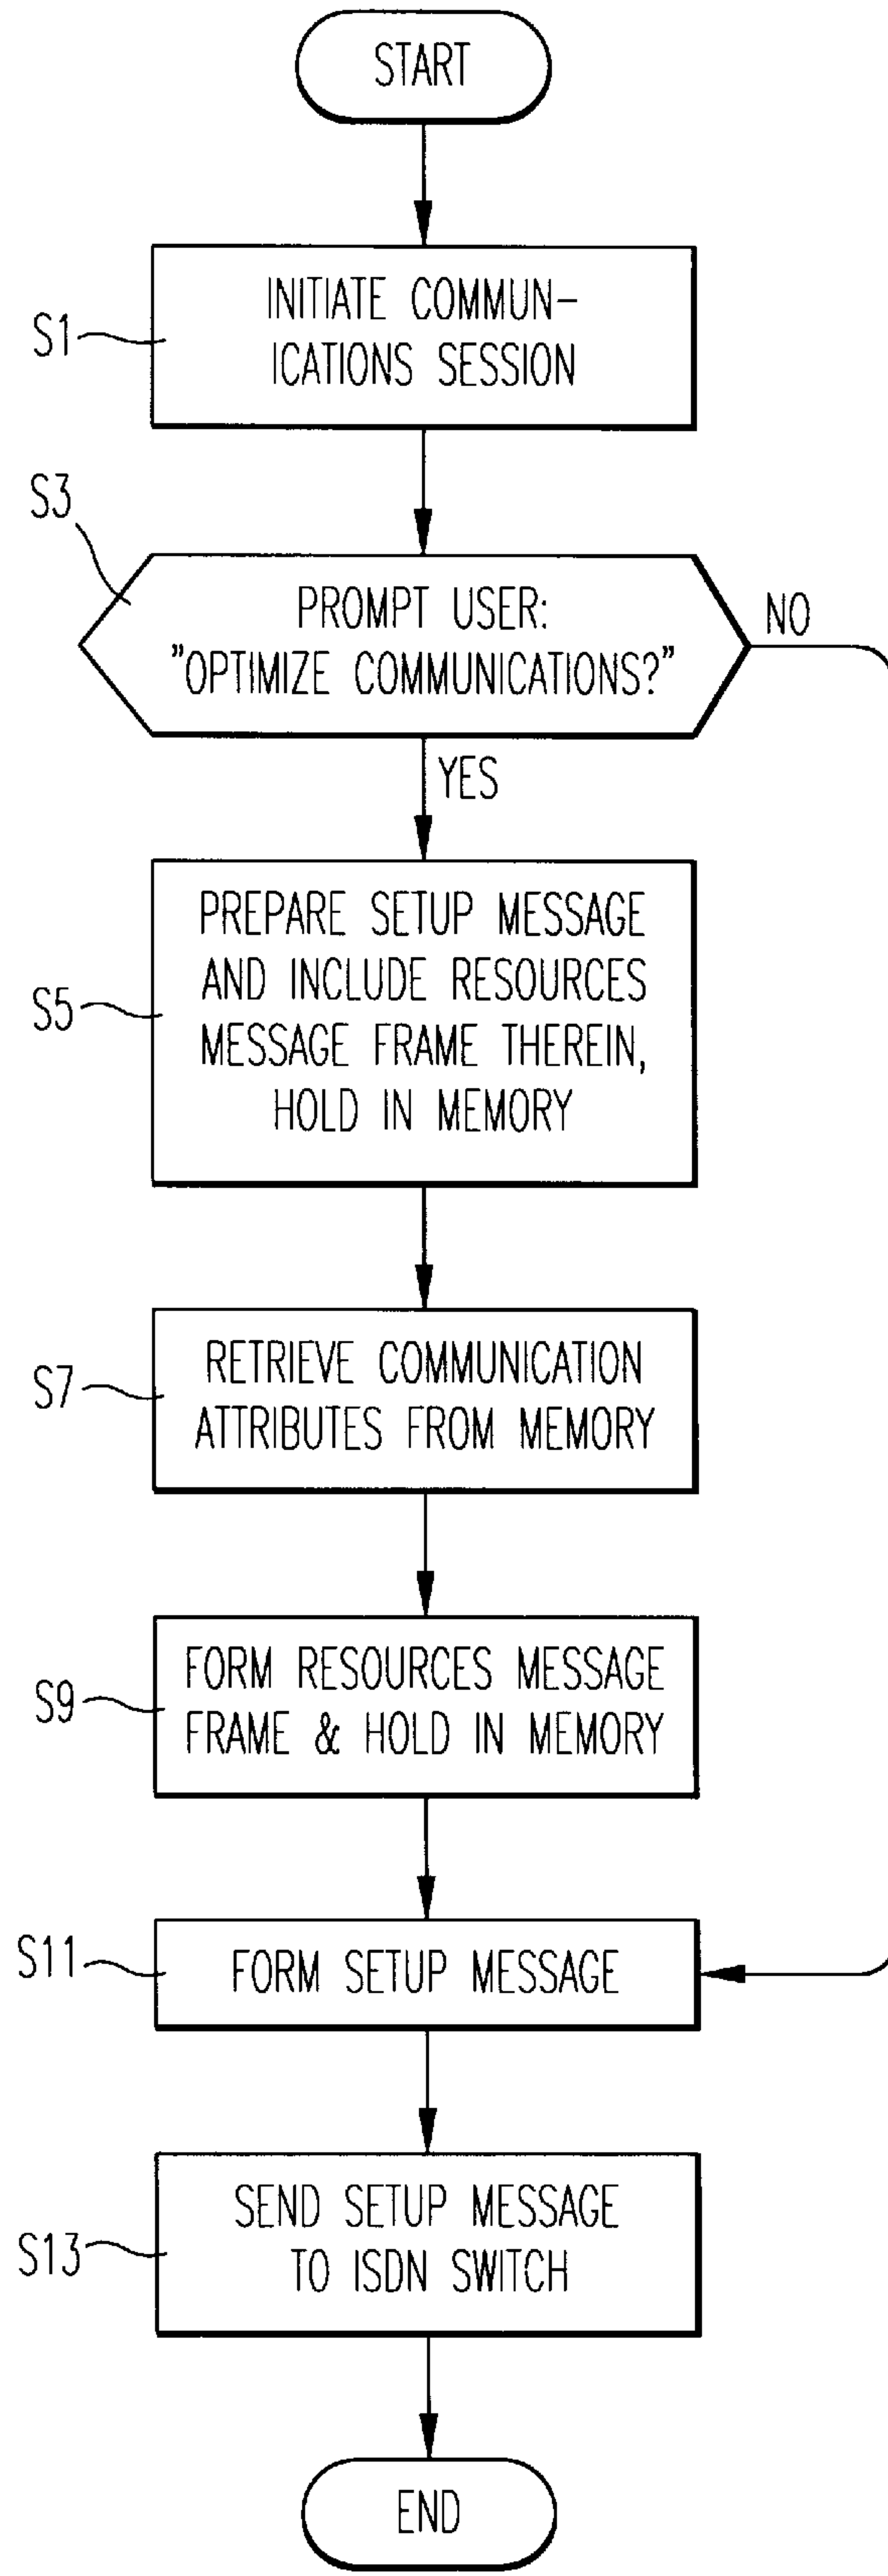 START
S1
INITIATE COMMUN-
ICATIONS SESSION
S3
PROMPT USER:
"OPTIMIZE COMMUNICATIONS?"
NO
YES
S5
PREPARE SETUP MESSAGE
AND INCLUDE RESOURCES
MESSAGE FRAME THEREIN,
HOLD IN MEMORY
S7
RETRIEVE COMMUNICATION
ATTRIBUTES FROM MEMORY
S9
FORM RESOURCES MESSAGE
FRAME & HOLD IN MEMORY
S11
FORM SETUP MESSAGE
S13
SEND SETUP MESSAGE
TO ISDN SWITCH
END